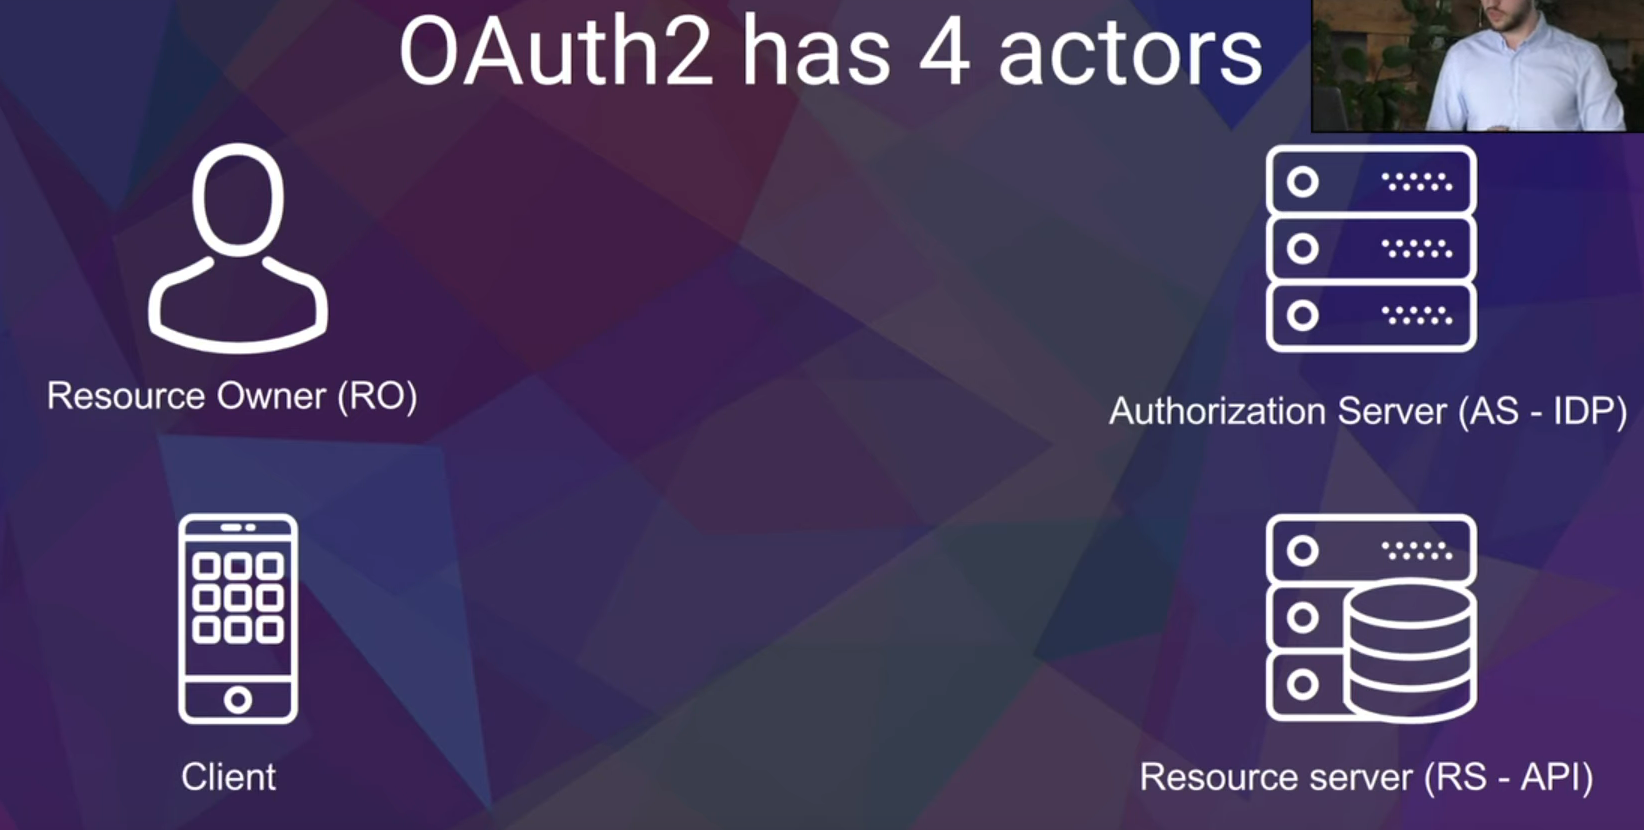 OAuth2 has 4 actors
Resource Owner (RO)
Authorization Server (AS - IDP)
Client
Resource server (RS - API)